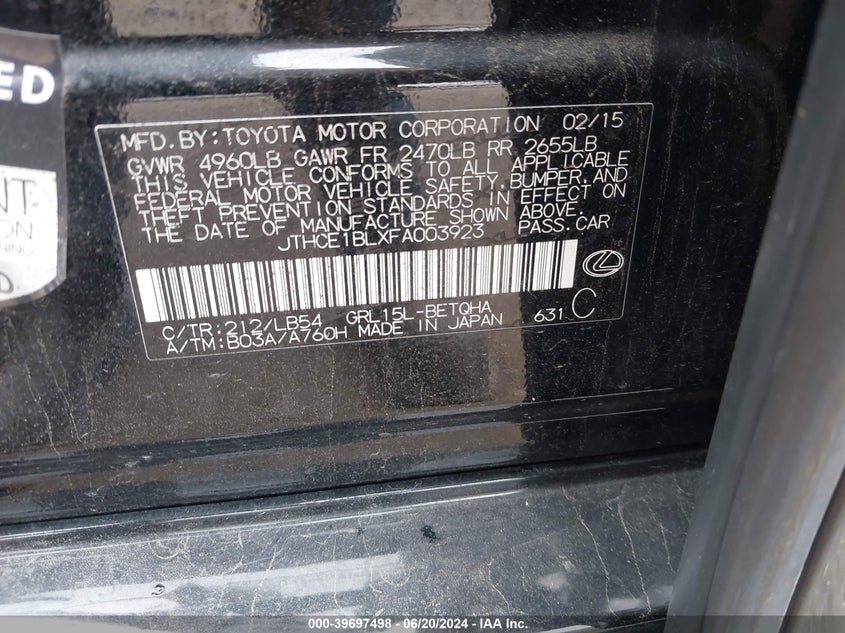 ED
NT
ION
NING
D
MFD.BY:TOYOTA MOTOR CORPORATION 02/15
GVWR 4960LB GAWR FR 2470LB RR 2655LB
THIS VEHICLE CONFORMS TO ALL APPLICABLE
FEDERAL MOTOR VEHICLE SAFETY,BUMPER,AND
THEFT PREVENTION STANDARDS IN EFFECT ON
THE DATE OF MANUFACTURE SHOWN ABOVE.
JTHCE1BLXFA003923 PASS.CAR
C/TR:212/LB54 GRL15L-BETQHA 631 C
A/TM:B03A/A760H MADE IN JAPAN
000-39697498 - 06/20/2024 - IAA Inc.